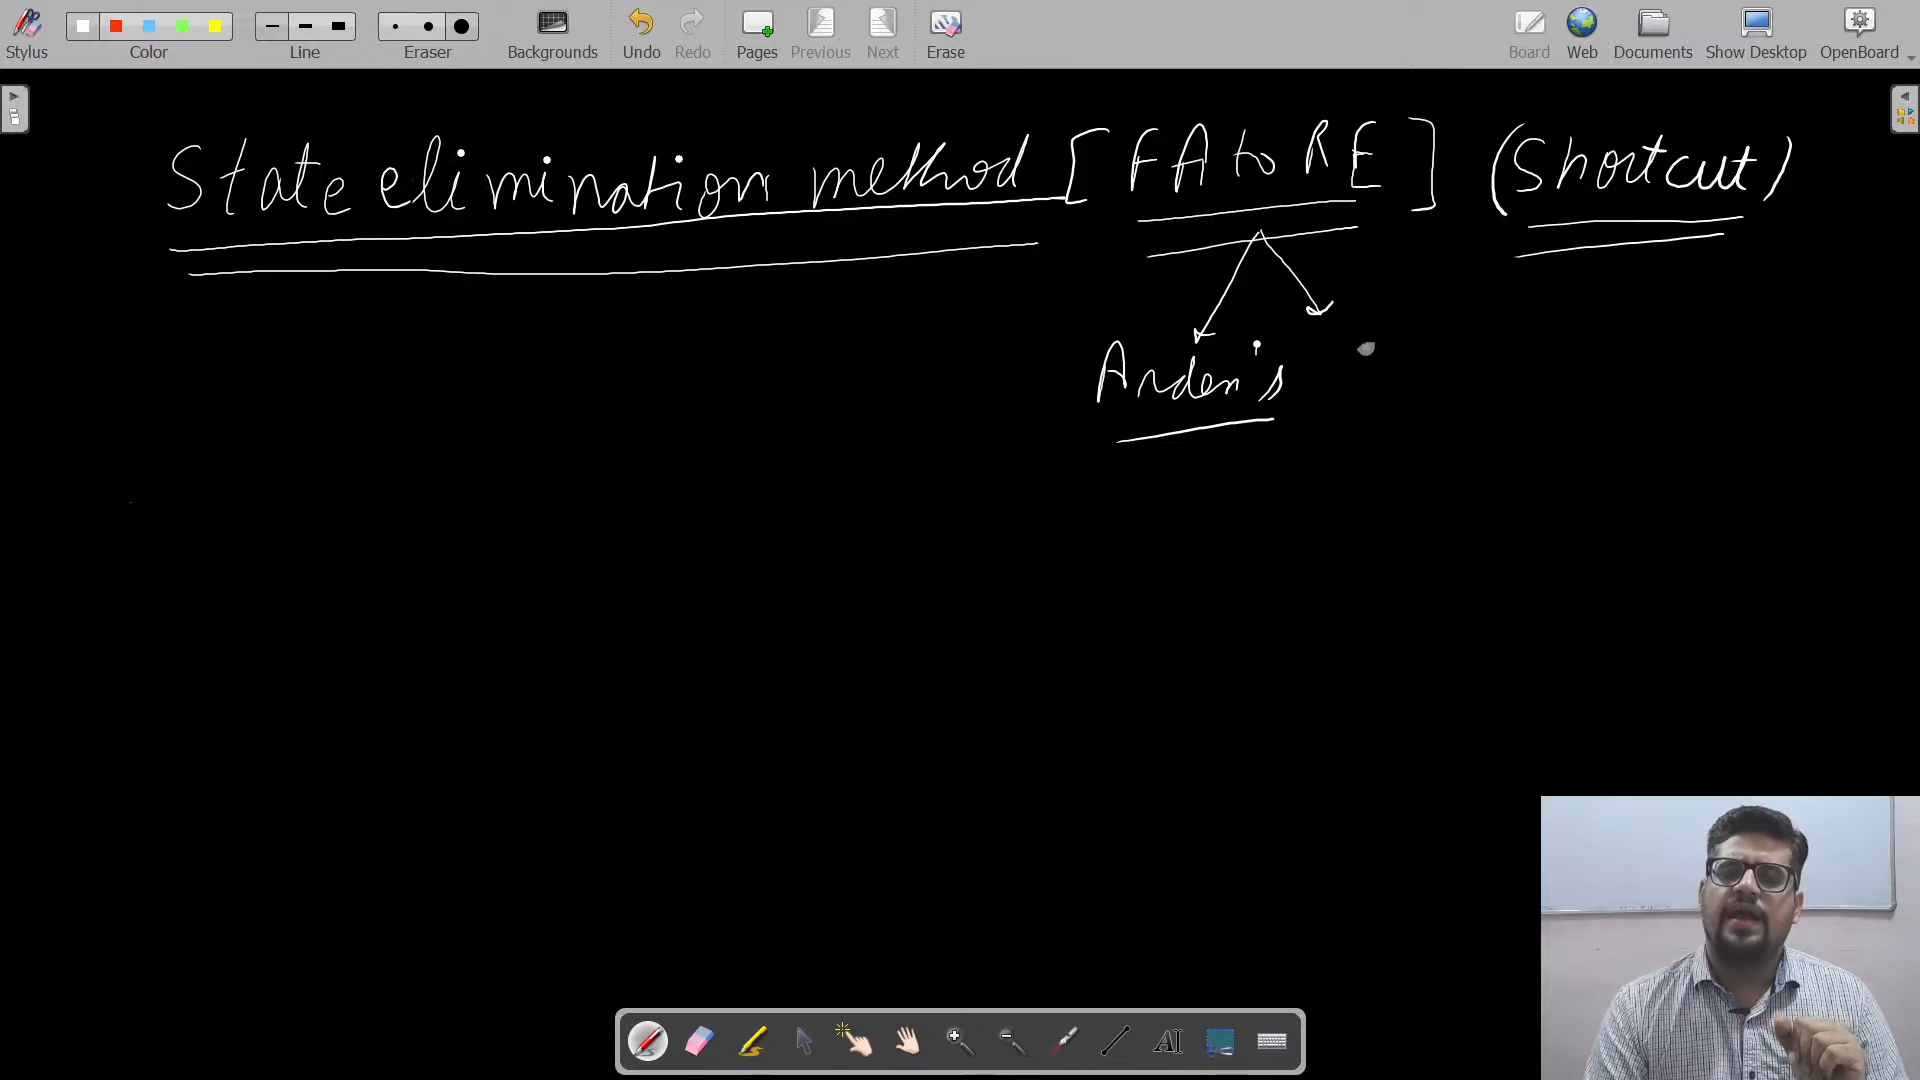 Stylus Color Line Eraser Backgrounds Undo Redo Pages Previous Next Erase Board Web Documents Show Desktop OpenBoard
State elimination method [FA to RE] (Shortcut)
Arden's
AI